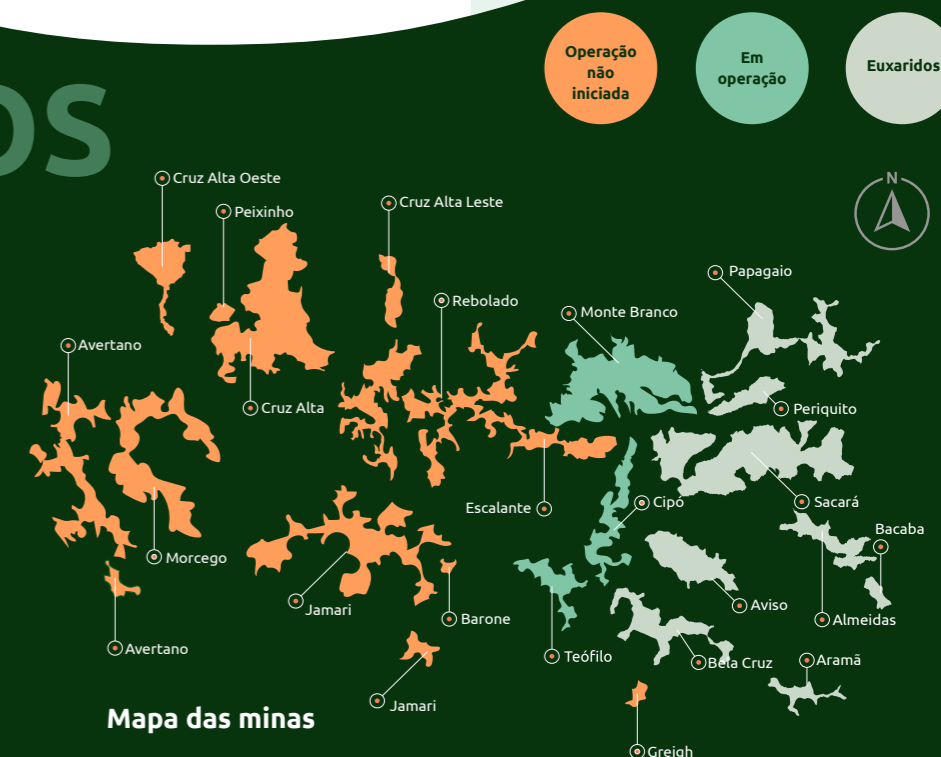 OS
Operação
não
iniciada
Em
operação
Euxaridos
Cruz Alta Oeste
Peixinho
Cruz Alta Leste
N
Papagaio
Rebolado
Monte Branco
Avertano
Cruz Alta
Periquito
Escalante
Cipó
Sacará
Bacaba
Morcego
Jamari
Barone
Aviso
Almeidas
Avertano
Teófilo
Bela Cruz
Aramã
Jamari
Mapa das minas
Greigh